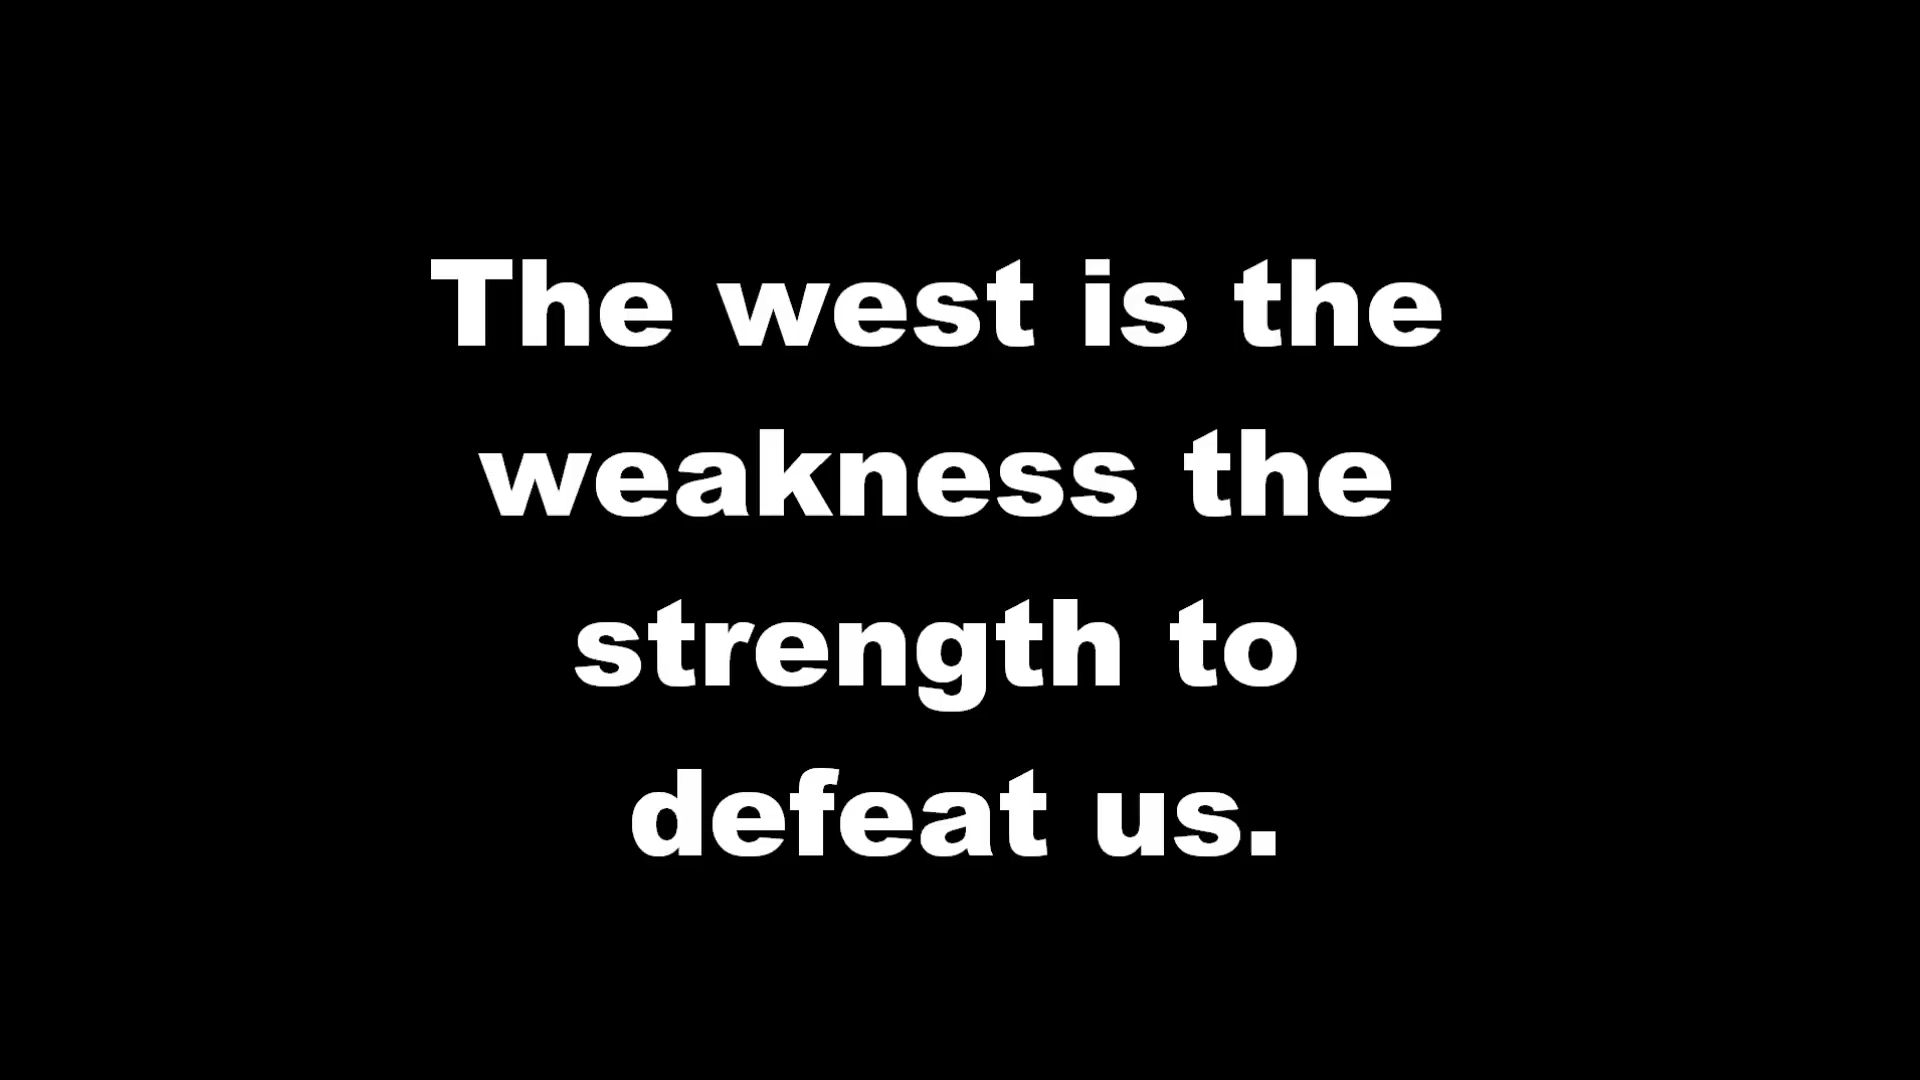 The west is the
weakness the
strength to
defeat us.